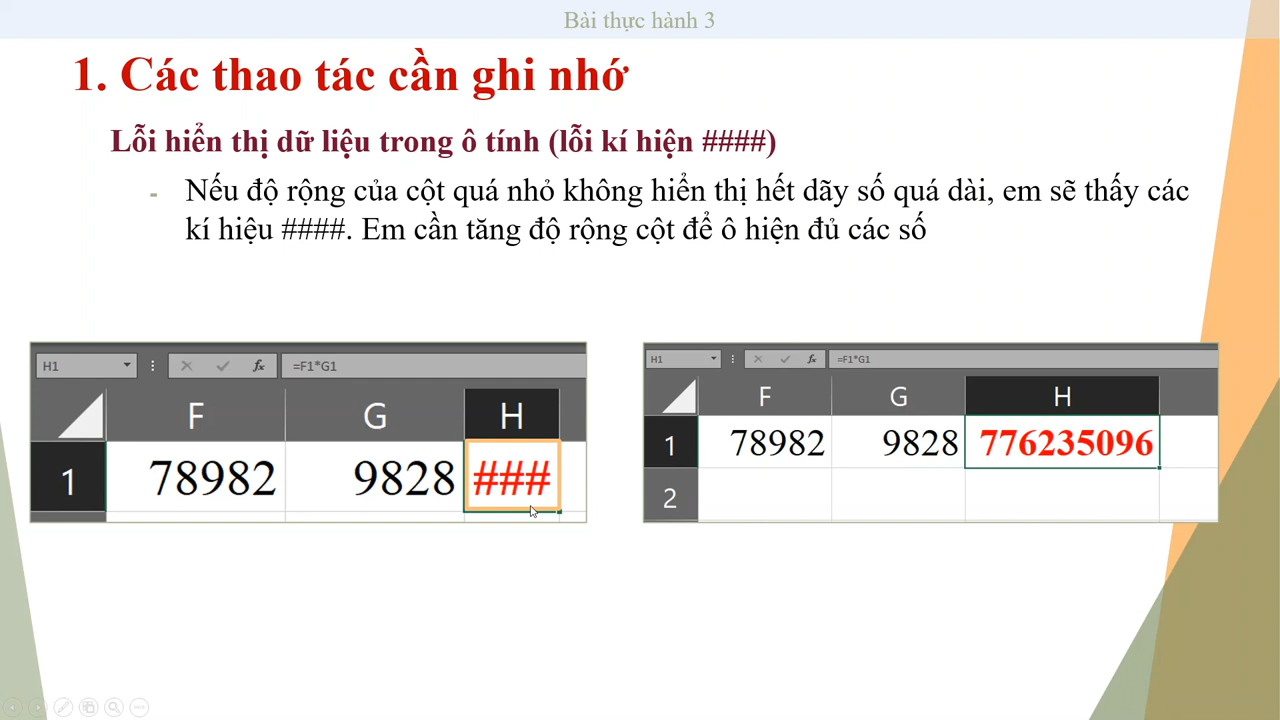 Bài thực hành 3
1. Các thao tác cần ghi nhớ
Lỗi hiển thị dữ liệu trong ô tính (lỗi kí hiện ####)
- Nếu độ rộng của cột quá nhỏ không hiển thị hết dãy số quá dài, em sẽ thấy các
kí hiệu ####. Em cần tăng độ rộng cột để ô hiện đủ các số
H1 fx =F1*G1
F G H
1 78982 9828 ###
H1 fx =F1*G1
F G H
1 78982 9828 776235096
2